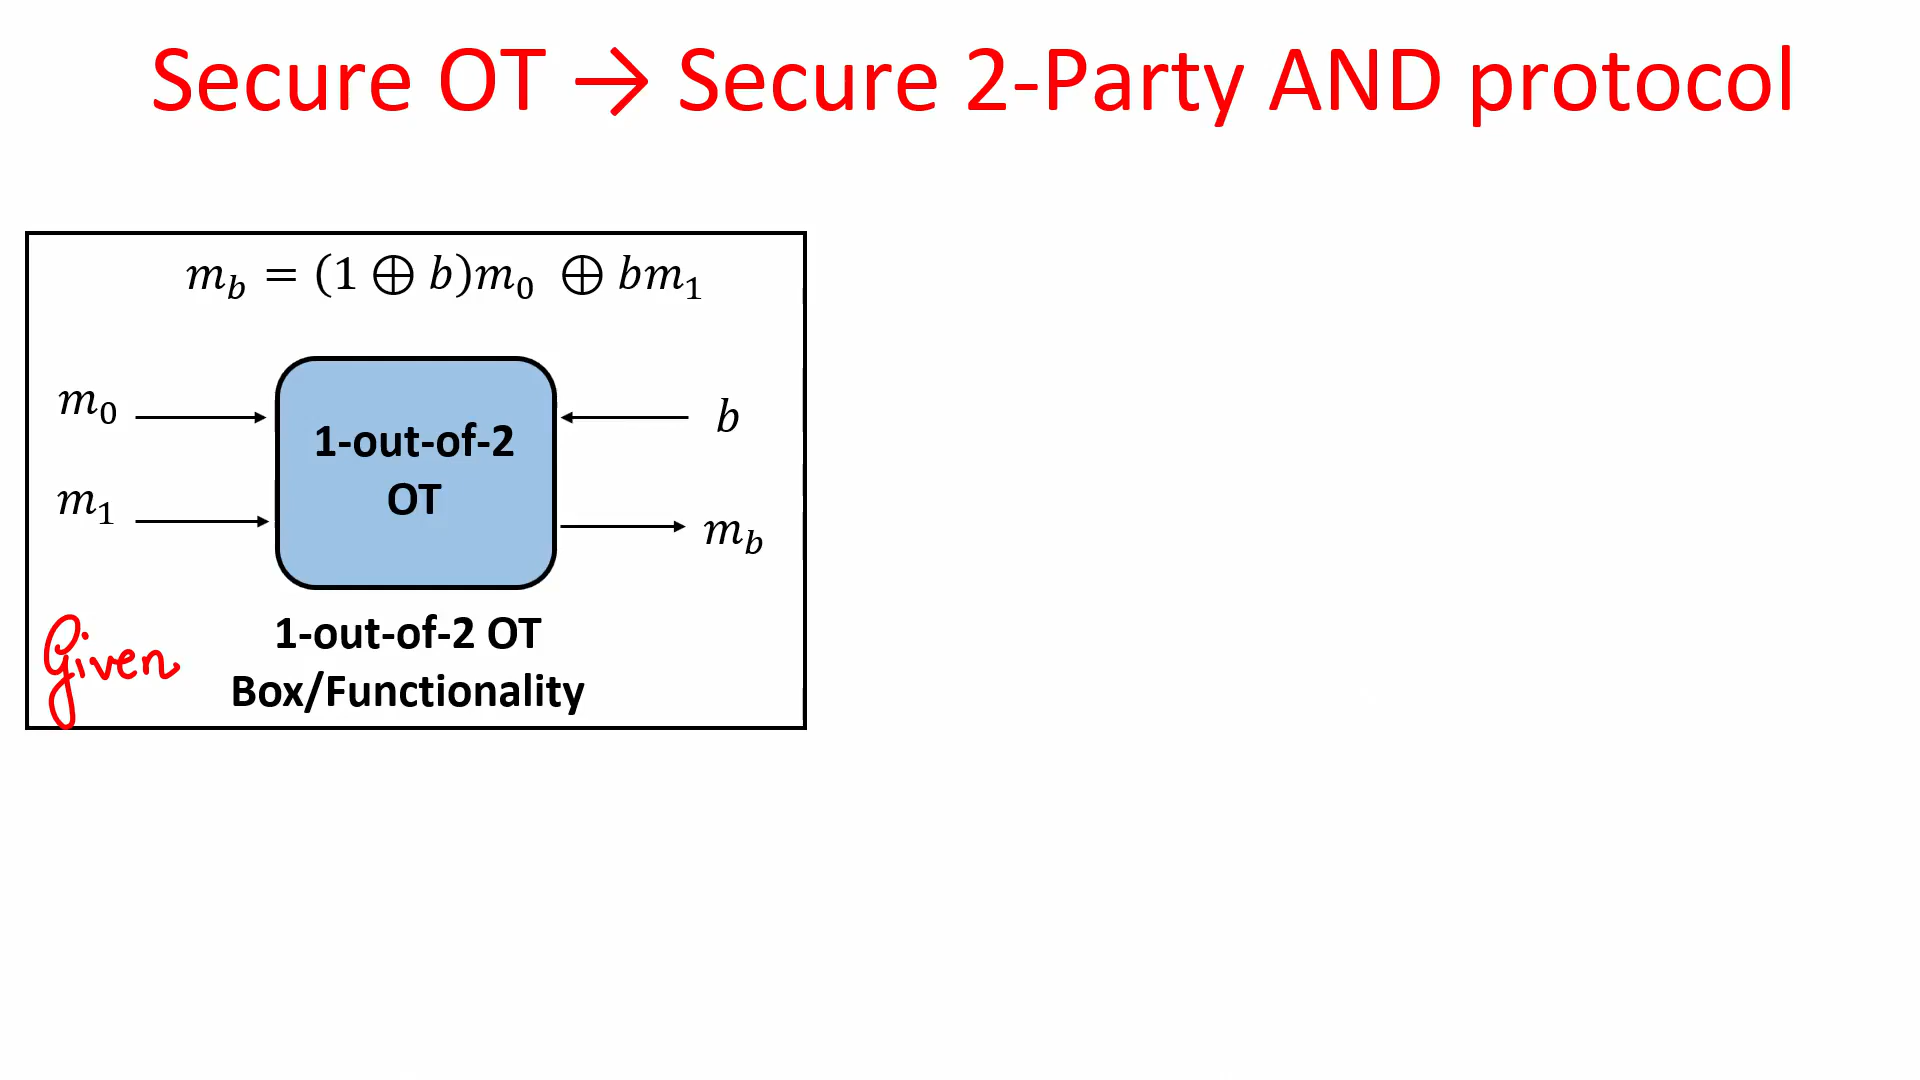 Secure OT → Secure 2-Party AND protocol
m_b = (1 ⊕ b)m_0 ⊕ bm_1
m_0
b
1-out-of-2
OT
m_1
m_b
Given
1-out-of-2 OT
Box/Functionality